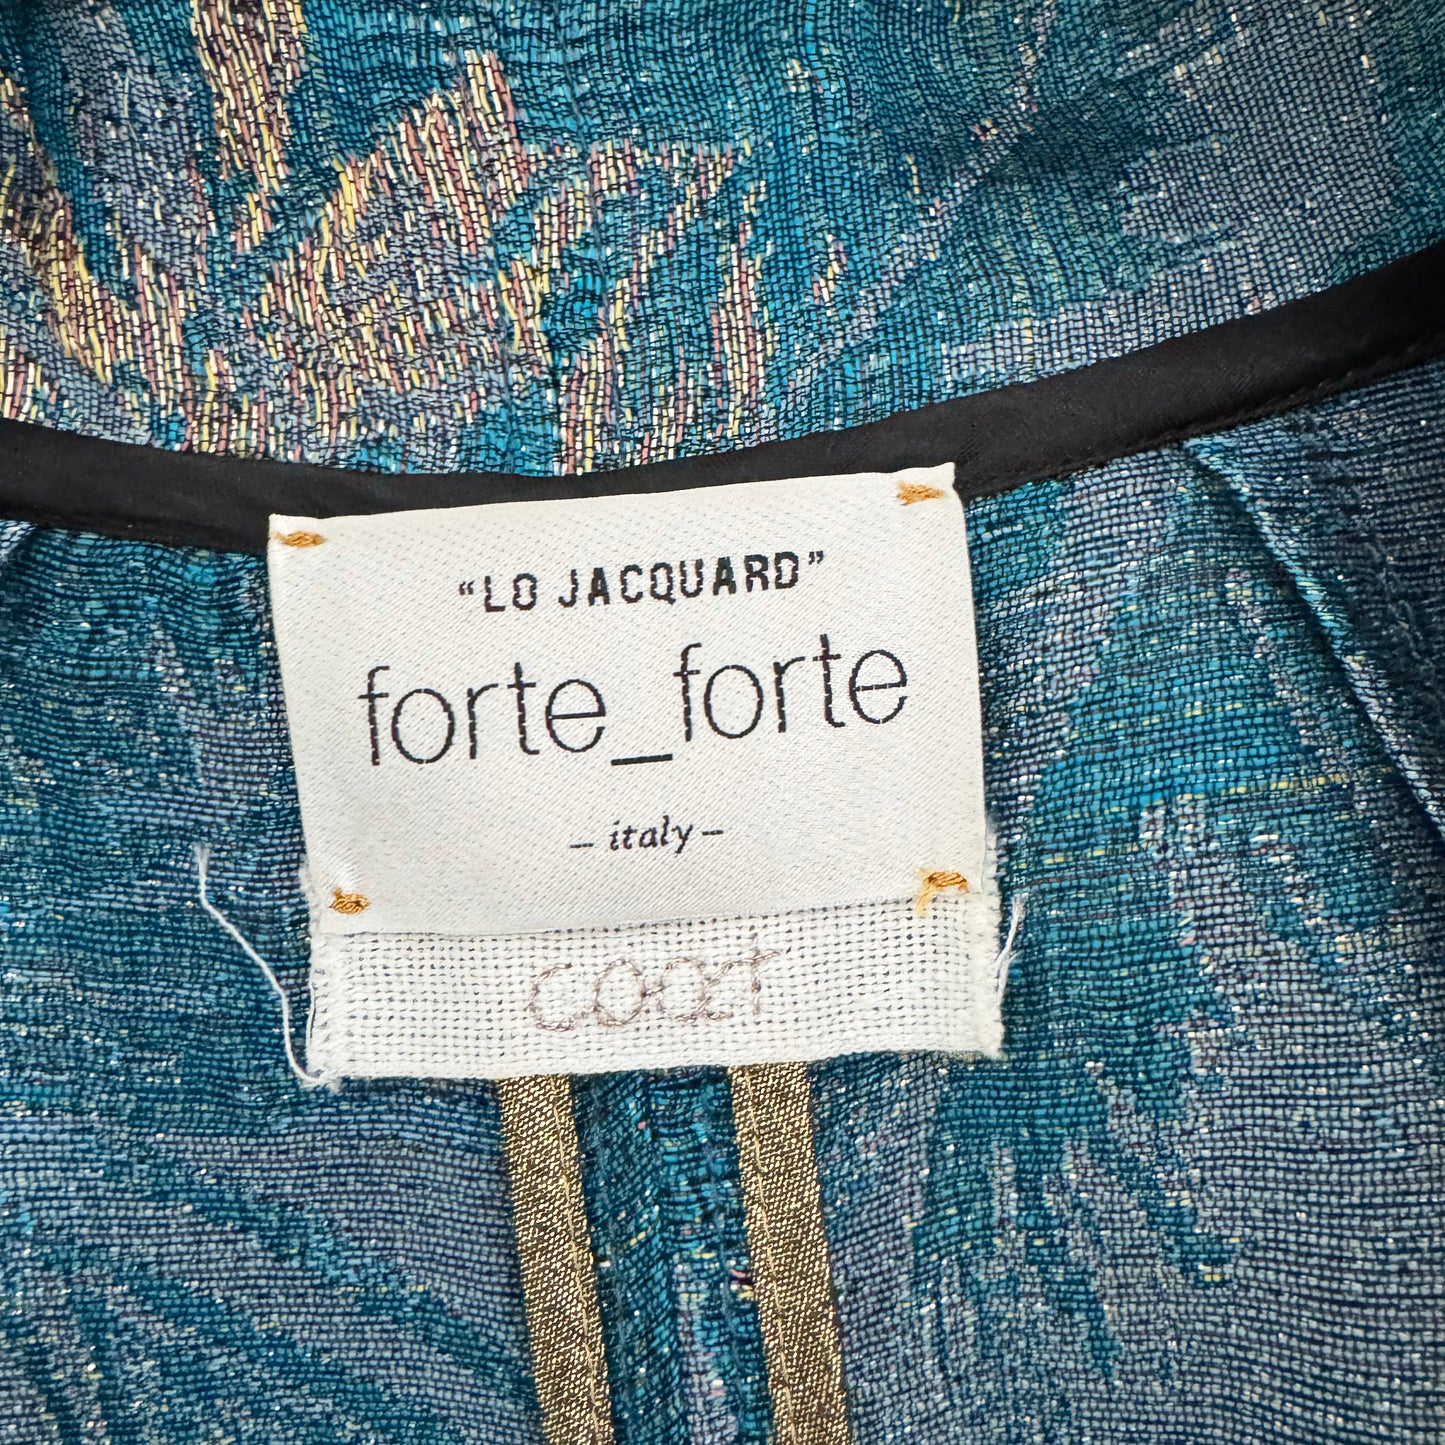 “LO JACQUARD”
forte_forte
– italy –
coat